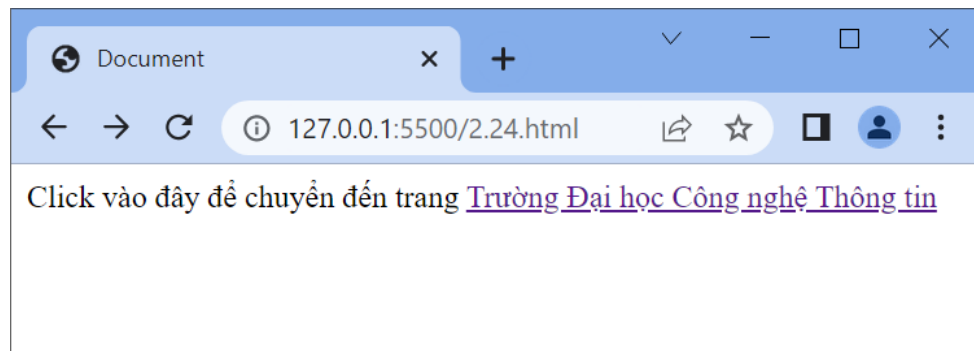 Document
127.0.0.1:5500/2.24.html
Click vào đây để chuyển đến trang Trường Đại học Công nghệ Thông tin